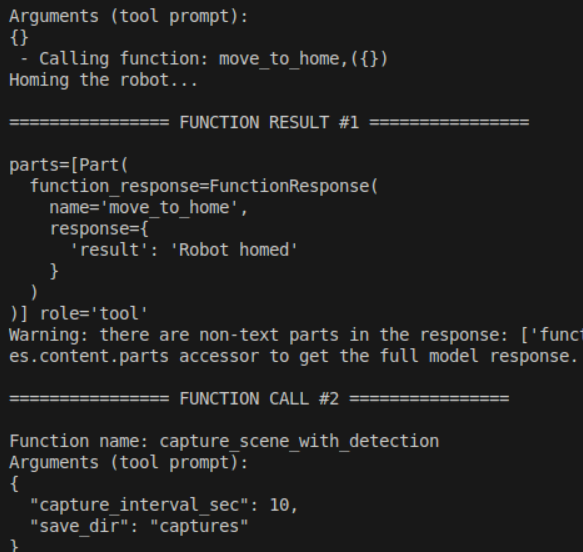 Arguments (tool prompt):
{}
 - Calling function: move_to_home,({})
Homing the robot...
================ FUNCTION RESULT #1 ================
parts=[Part(
  function_response=FunctionResponse(
    name='move_to_home',
    response={
      'result': 'Robot homed'
    }
  )
)] role='tool'
Warning: there are non-text parts in the response: ['funct
es.content.parts accessor to get the full model response.
================ FUNCTION CALL #2 ================
Function name: capture_scene_with_detection
Arguments (tool prompt):
{
  "capture_interval_sec": 10,
  "save_dir": "captures"
}